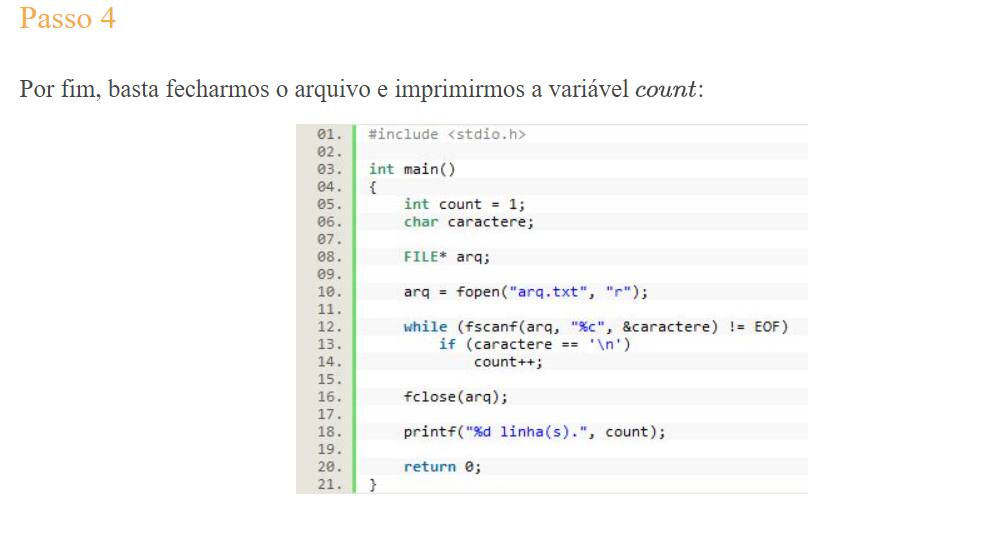 Passo 4
Por fim, basta fecharmos o arquivo e imprimirmos a variável count:
01. #include <stdio.h>
02.
03. int main()
04. {
05.     int count = 1;
06.     char caractere;
07.
08.     FILE* arq;
09.
10.     arq = fopen("arq.txt", "r");
11.
12.     while (fscanf(arq, "%c", &caractere) != EOF)
13.         if (caractere == '\n')
14.             count++;
15.
16.     fclose(arq);
17.
18.     printf("%d linha(s).", count);
19.
20.     return 0;
21. }